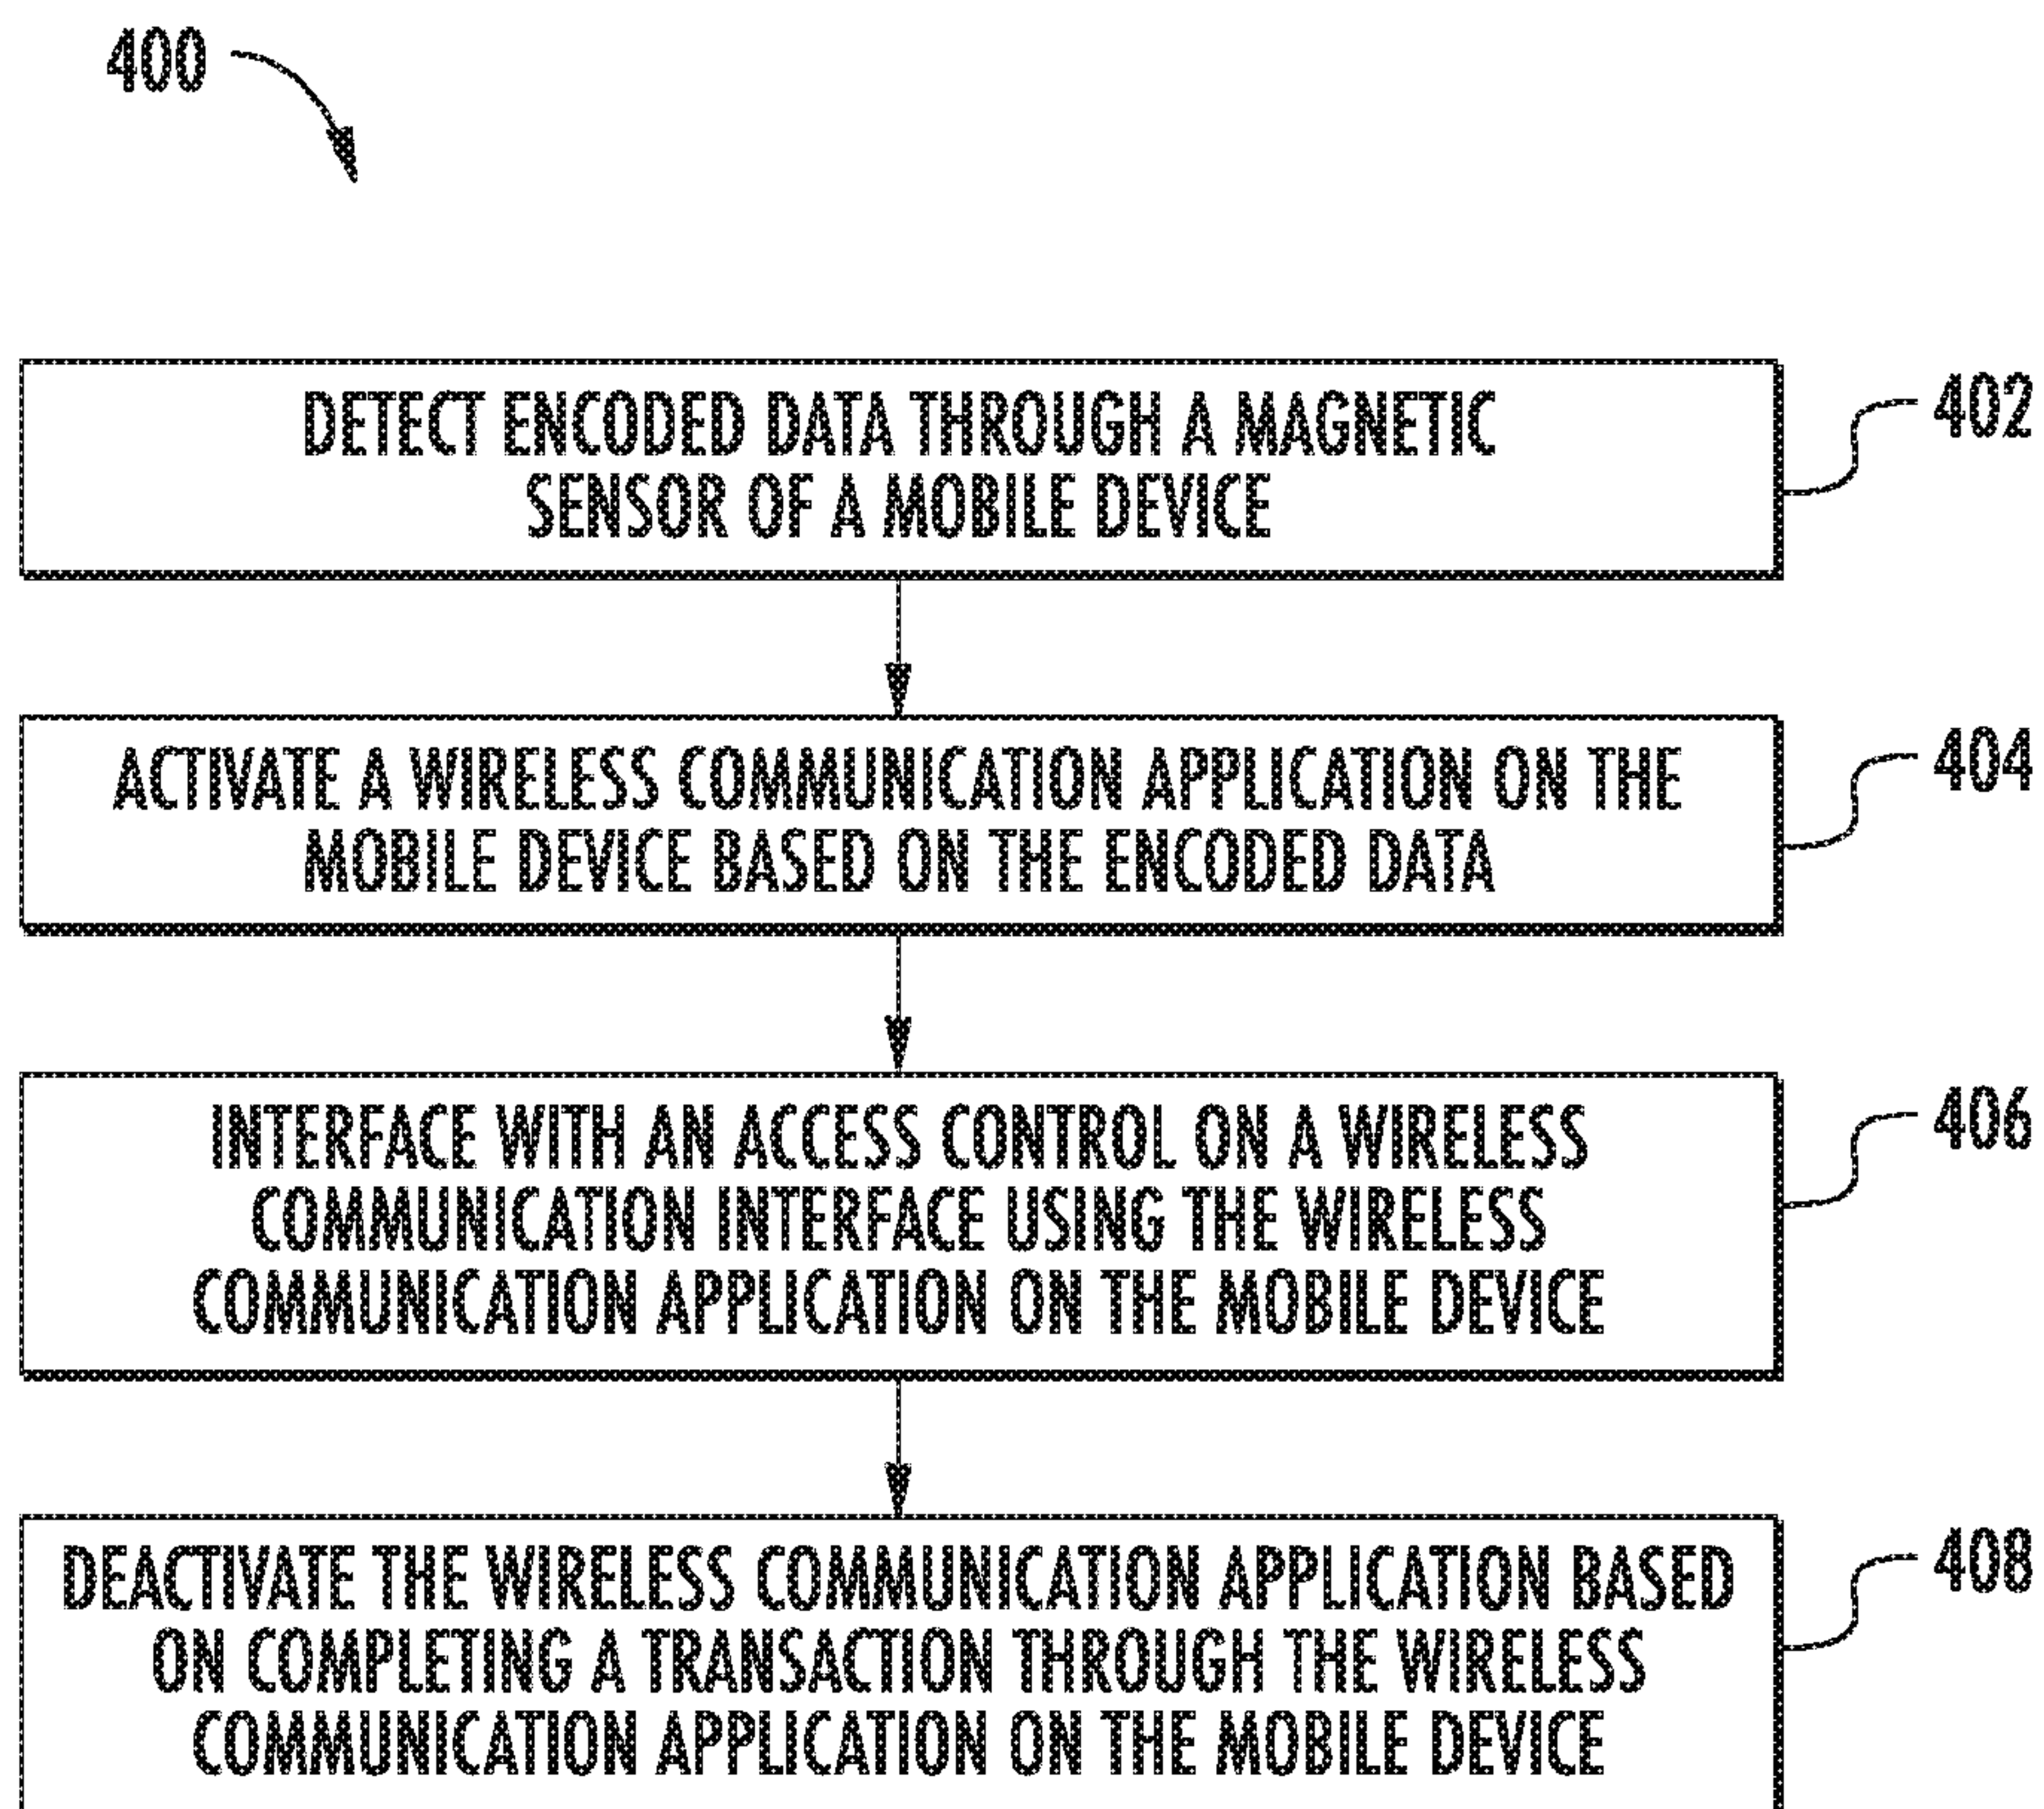 400
DETECT ENCODED DATA THROUGH A MAGNETIC
SENSOR OF A MOBILE DEVICE
402
ACTIVATE A WIRELESS COMMUNICATION APPLICATION ON THE
MOBILE DEVICE BASED ON THE ENCODED DATA
404
INTERFACE WITH AN ACCESS CONTROL ON A WIRELESS
COMMUNICATION INTERFACE USING THE WIRELESS
COMMUNICATION APPLICATION ON THE MOBILE DEVICE
406
DEACTIVATE THE WIRELESS COMMUNICATION APPLICATION BASED
ON COMPLETING A TRANSACTION THROUGH THE WIRELESS
COMMUNICATION APPLICATION ON THE MOBILE DEVICE
408